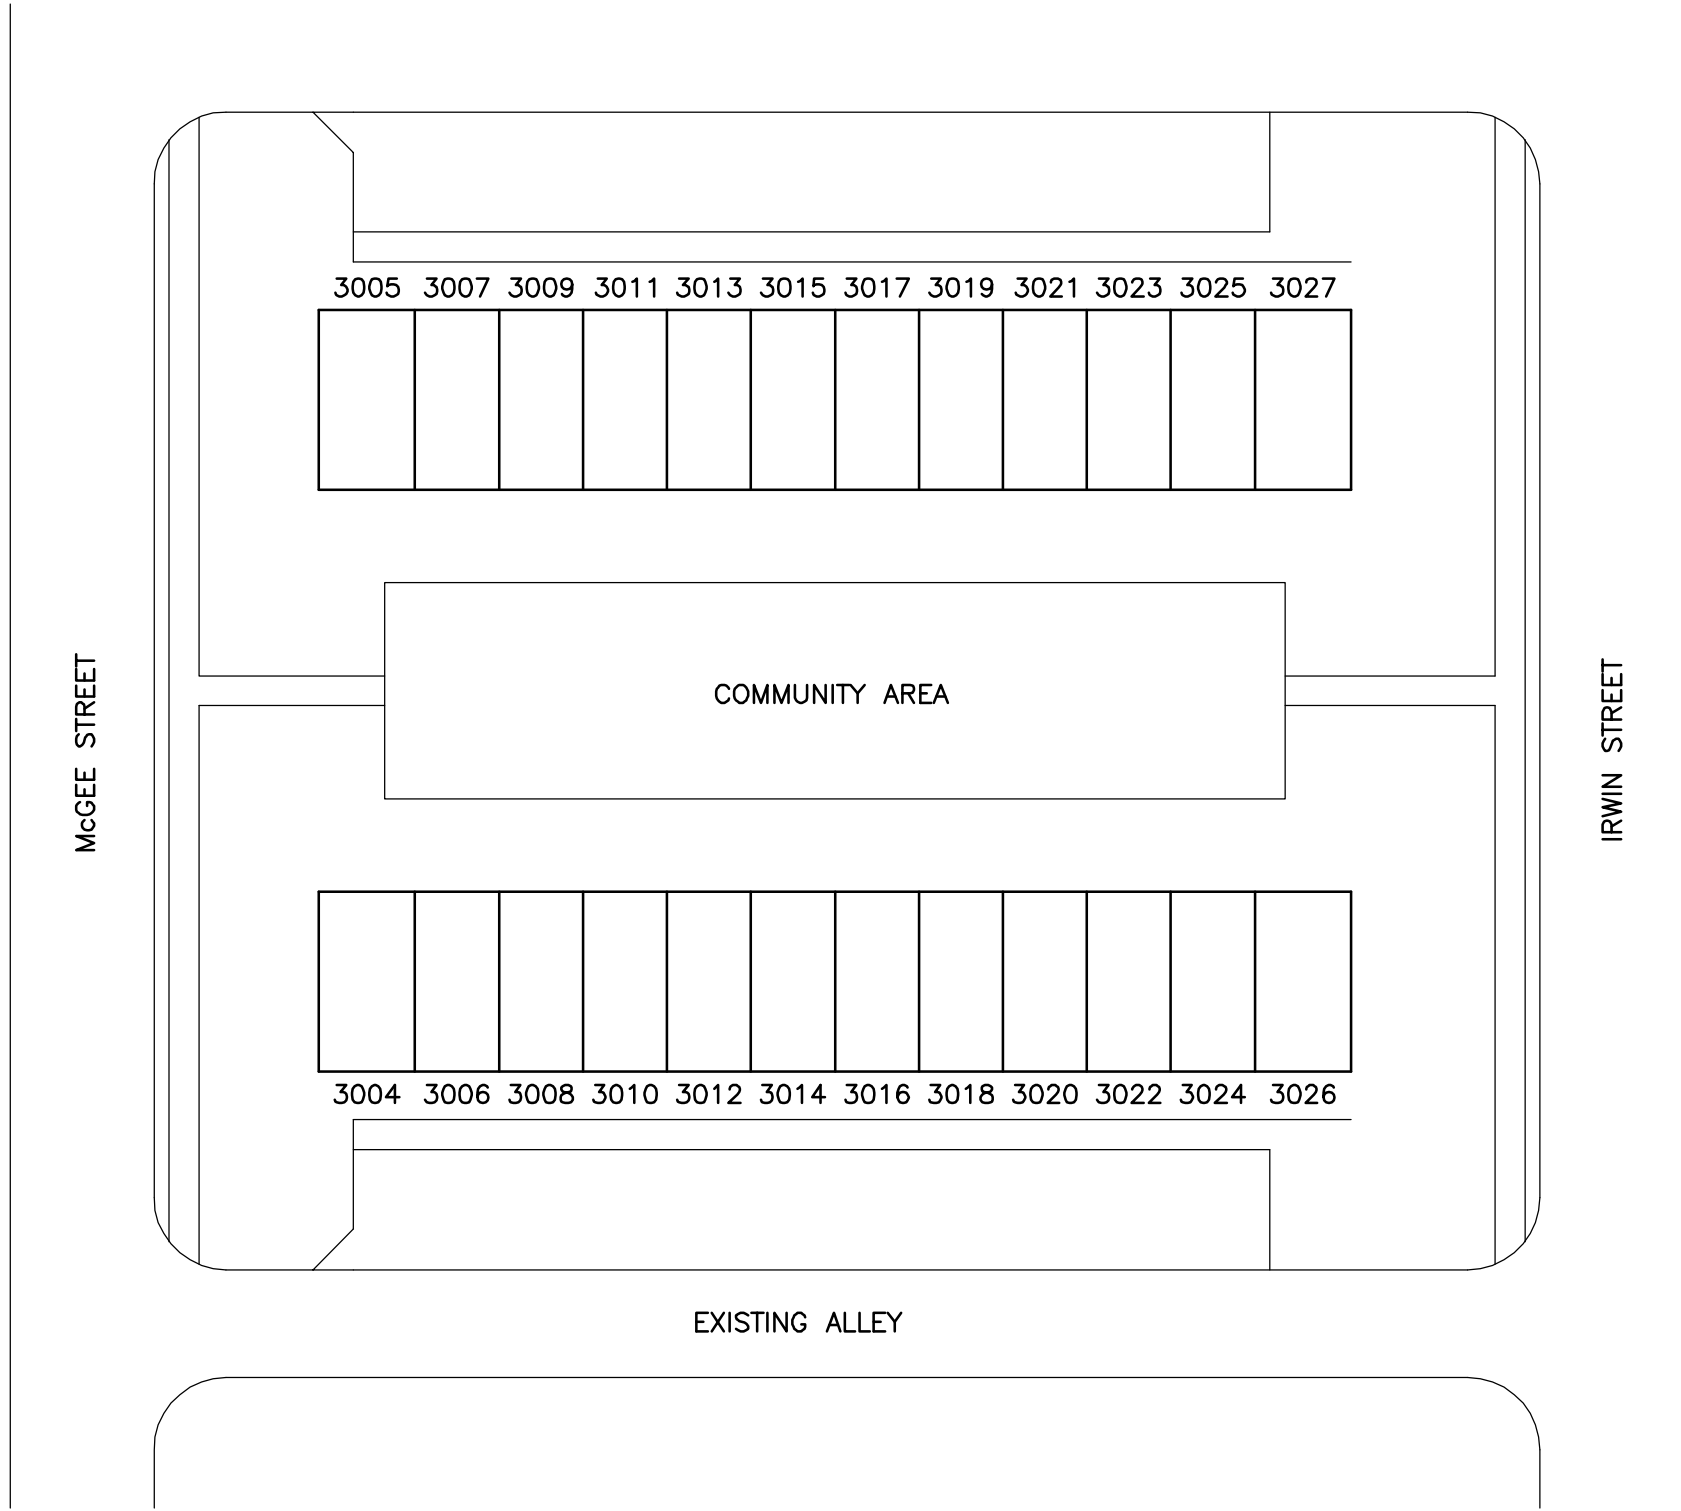 3005 3007 3009 3011 3013 3015 3017 3019 3021 3023 3025 3027
McGEE STREET
COMMUNITY AREA
IRWIN STREET
3004 3006 3008 3010 3012 3014 3016 3018 3020 3022 3024 3026
EXISTING ALLEY